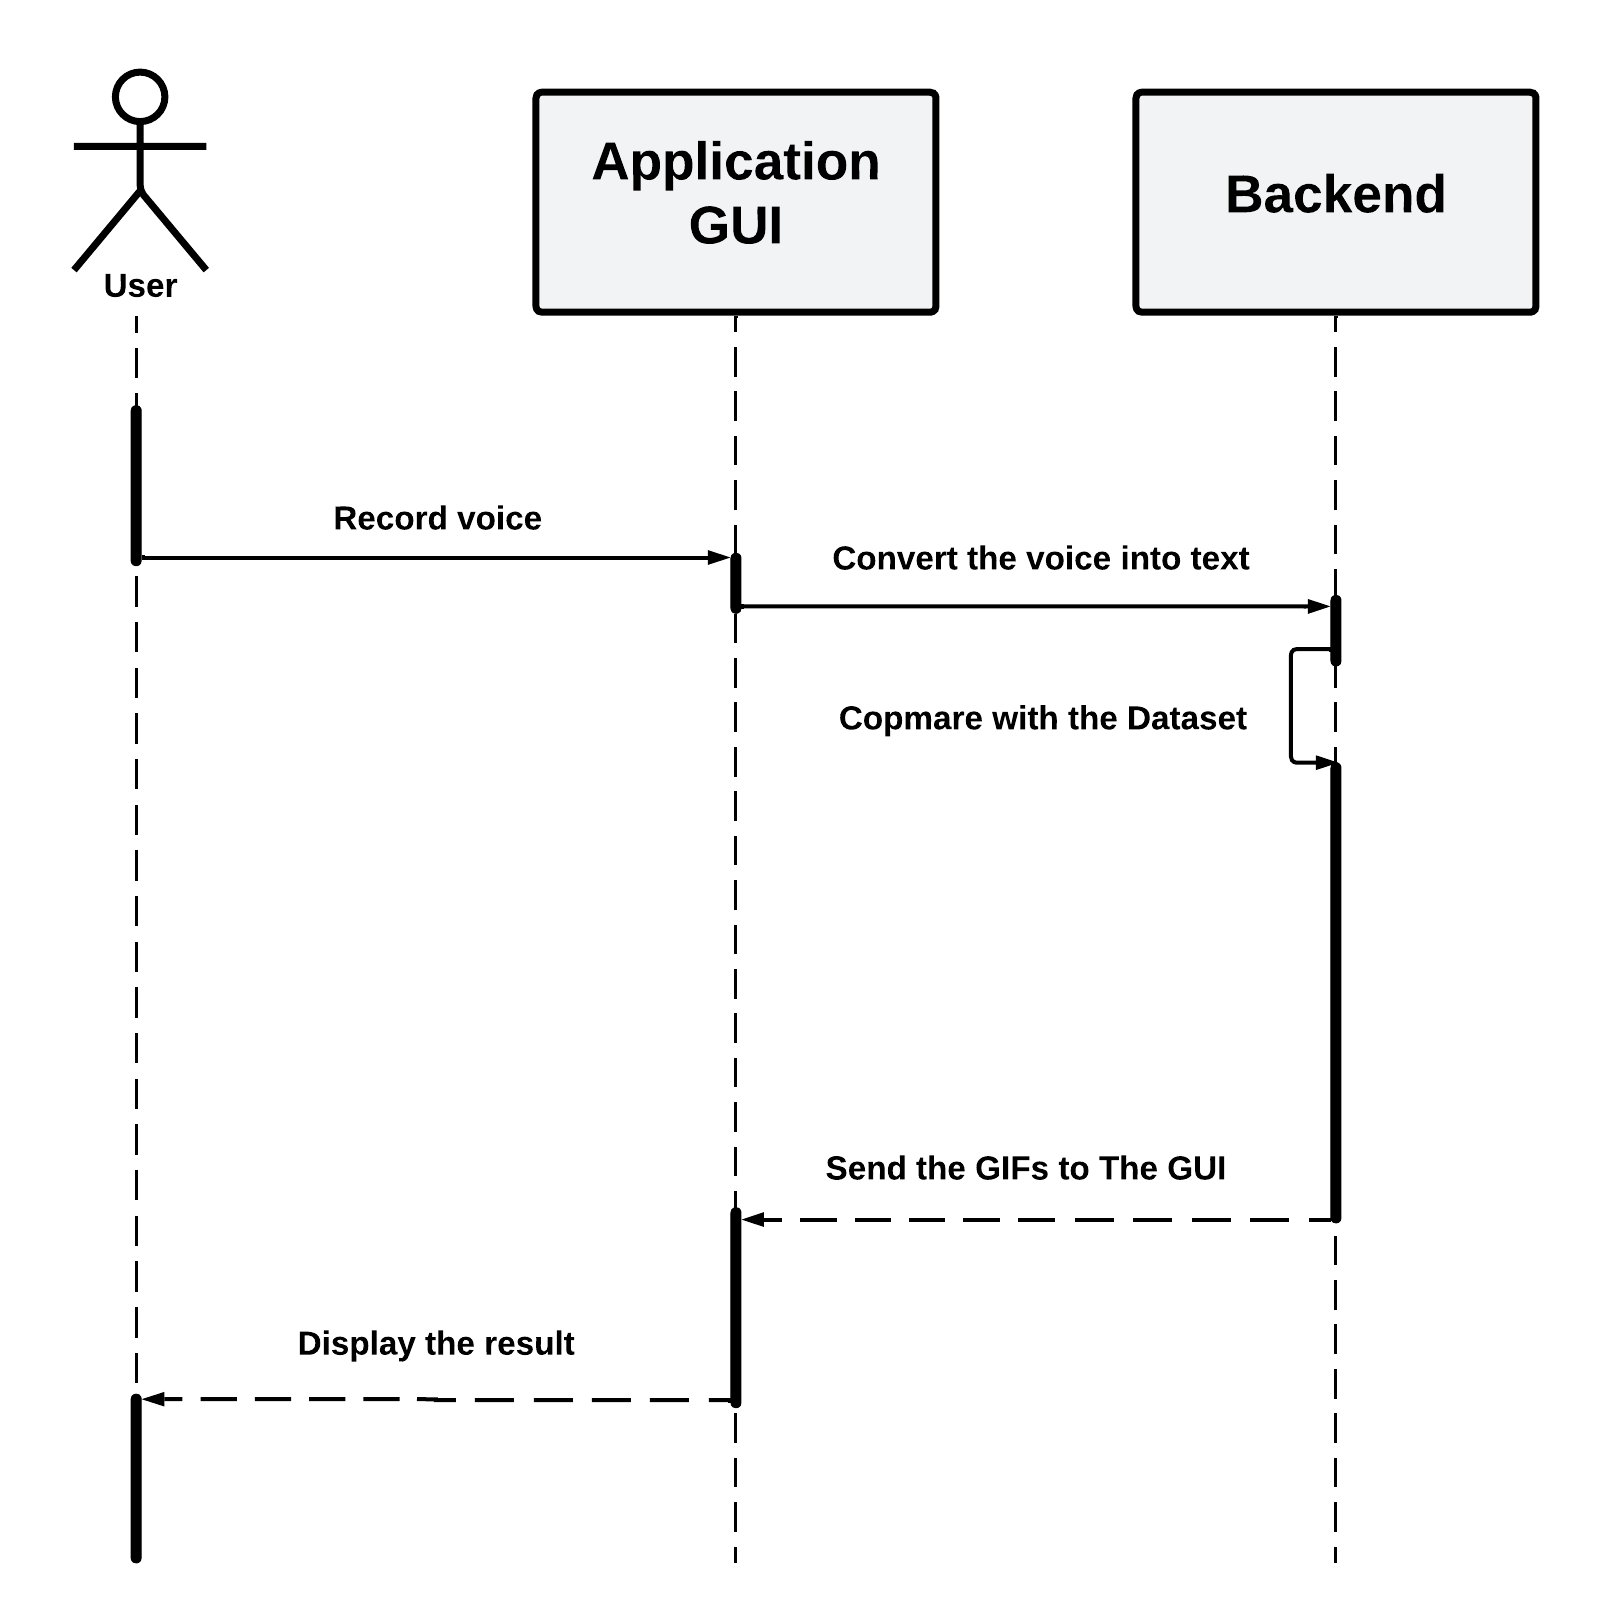 User
Application
GUI
Backend
Record voice
Convert the voice into text
Copmare with the Dataset
Send the GIFs to The GUI
Display the result